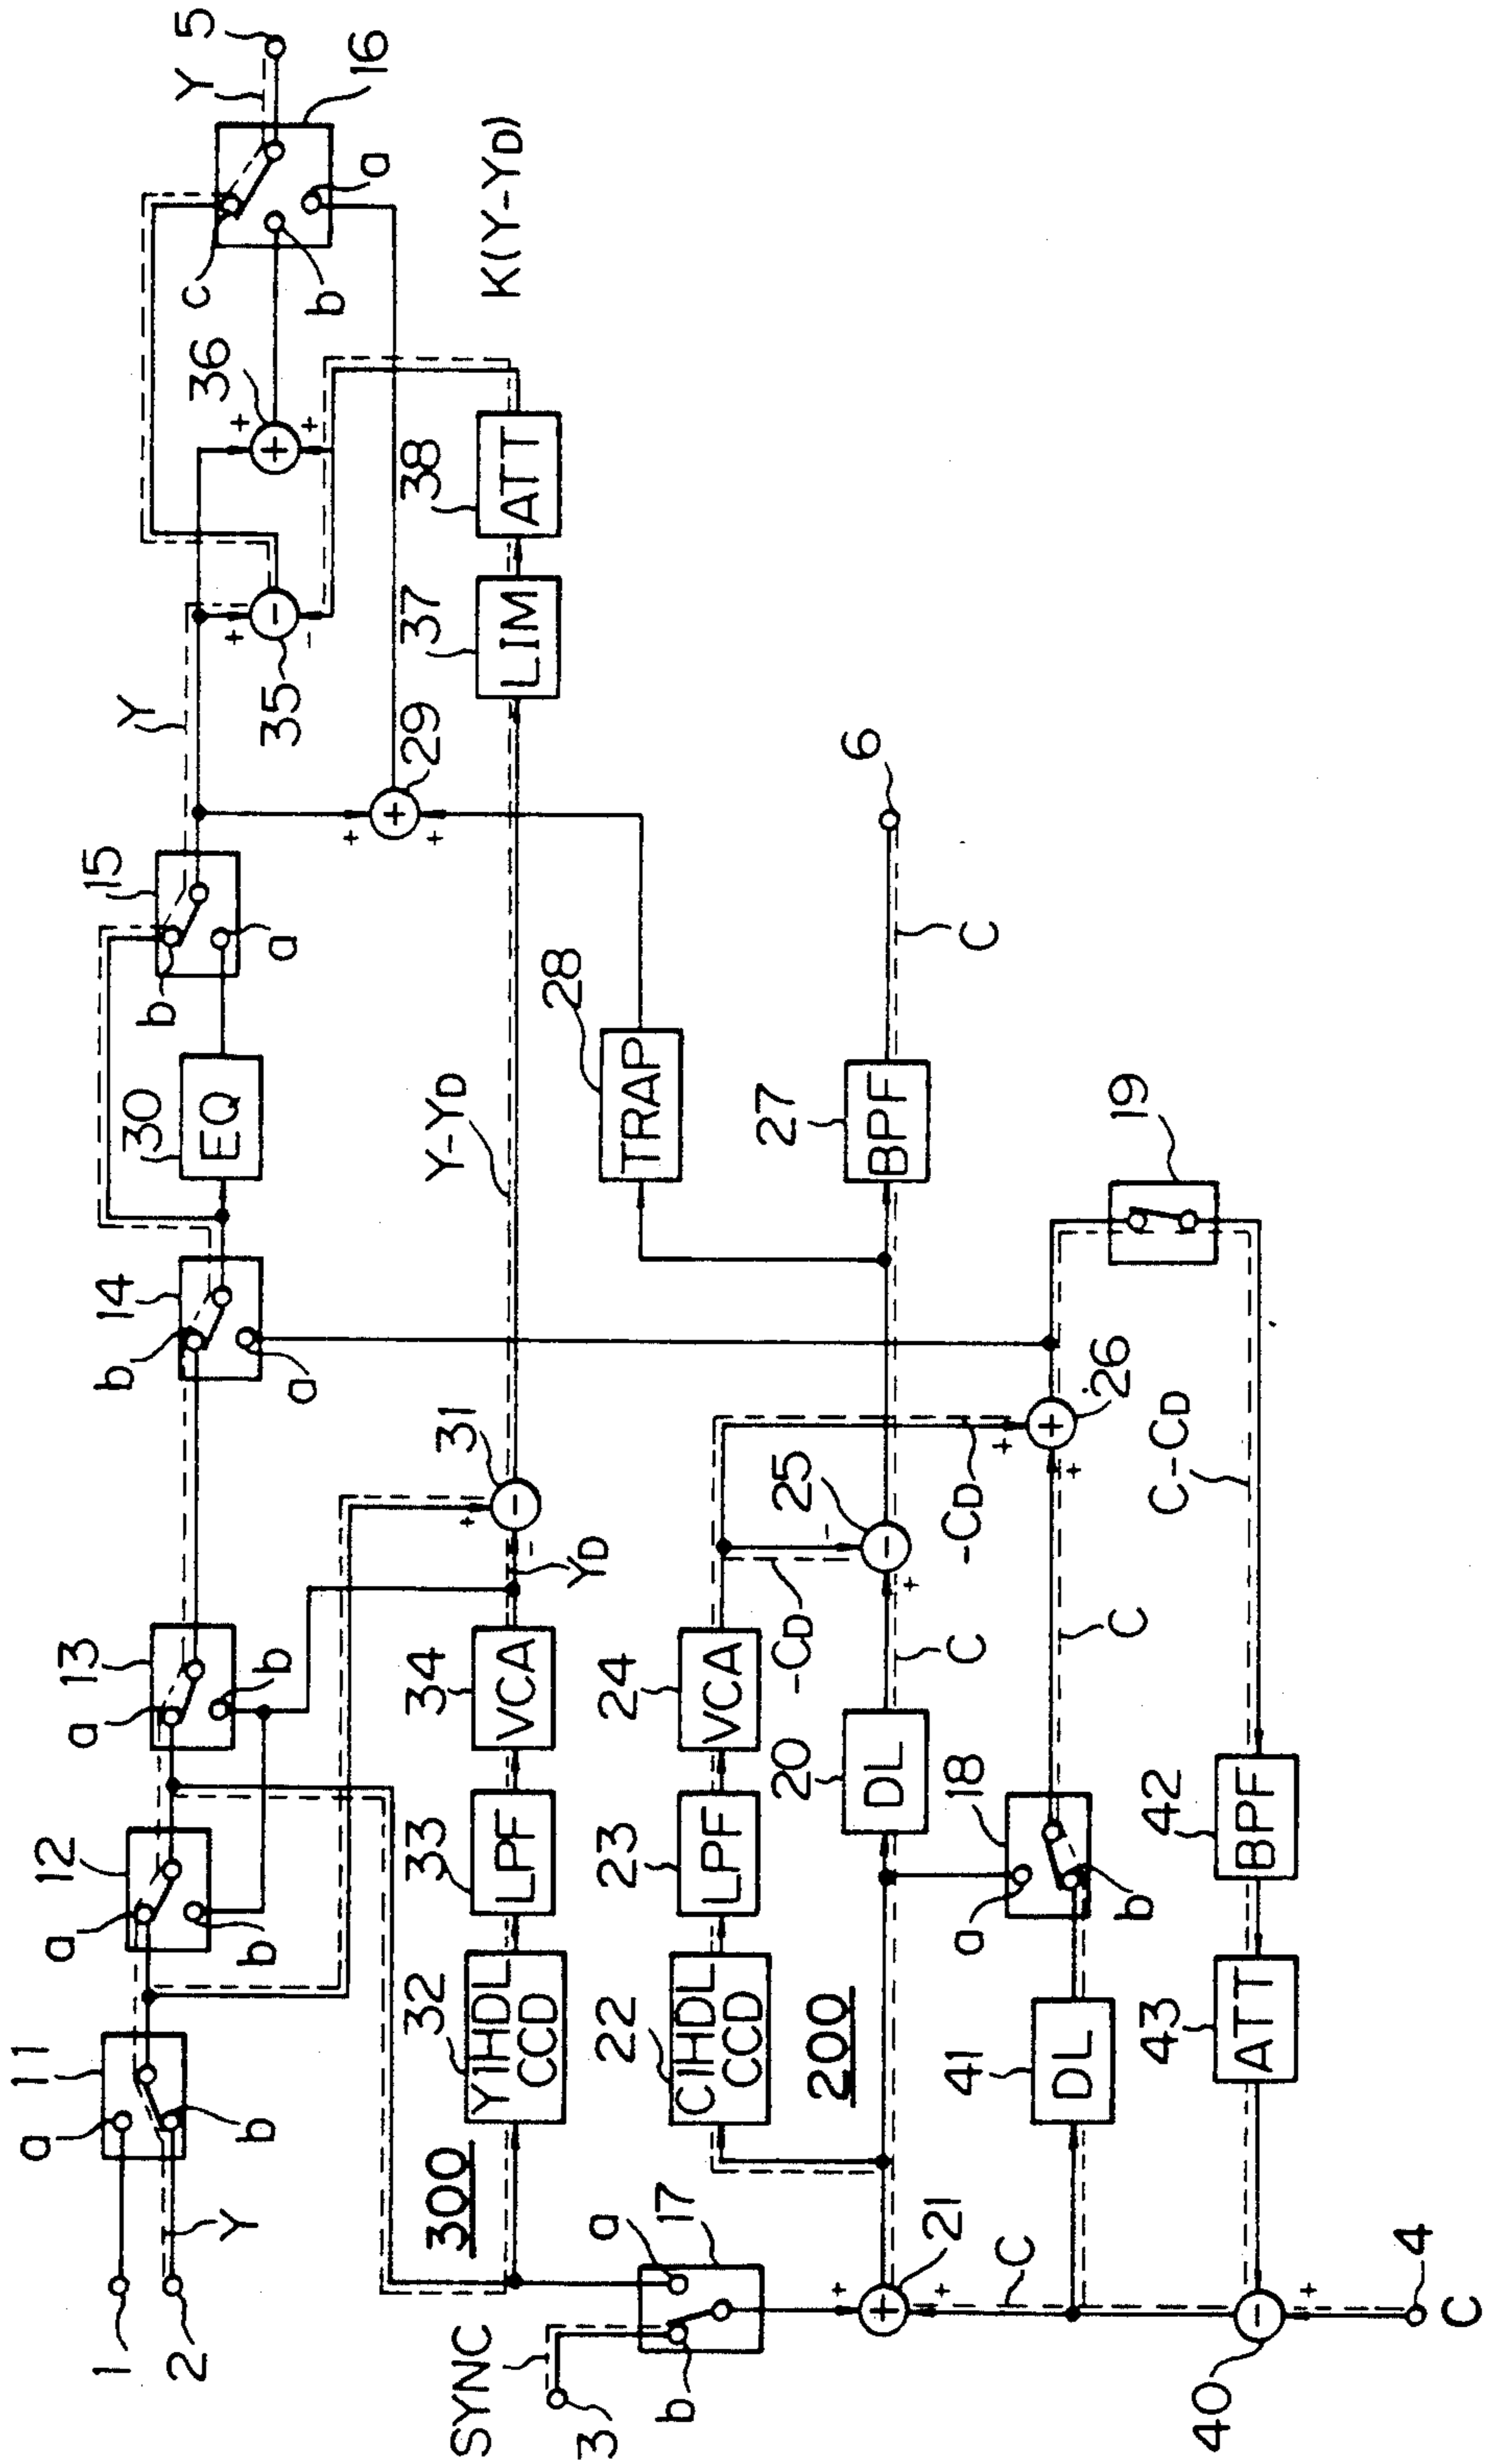 1
2
Y
a
b
11
a
b
12
a
b
13
b
a
14
30
EQ
b
a
15
Y
35
+
-
-
36
+
+
+
c
b
a
16
Y
5
K(Y-YD)
300
32
Y1HDL
CCD
33
LPF
34
VCA
YD
31
+
-
-
Y-YD
29
+
+
+
37
LIM
38
ATT
SYNC
3
b
a
17
22
C1HDL
CCD
23
LPF
24
VCA
-CD
28
TRAP
200
20
DL
C
25
-
-
+
27
BPF
C
6
21
+
+
+
C
41
DL
18
a
b
C
-CD
26
+
+
+
19
C-CD
40
-
+
4
C
43
ATT
42
BPF